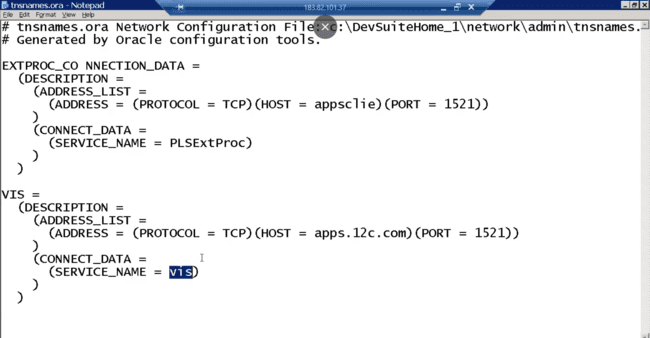 tnsnames.ora - Notepad
183.82.101.37
File Edit Format View Help
# tnsnames.ora Network Configuration File: c:\DevSuiteHome_1\network\admin\tnsnames.
# Generated by Oracle configuration tools.
EXTPROC_CO NNECTION_DATA =
(DESCRIPTION =
(ADDRESS_LIST =
(ADDRESS = (PROTOCOL = TCP)(HOST = appsclie)(PORT = 1521))
)
(CONNECT_DATA =
(SERVICE_NAME = PLSExtProc)
)
)
VIS =
(DESCRIPTION =
(ADDRESS_LIST =
(ADDRESS = (PROTOCOL = TCP)(HOST = apps.12c.com)(PORT = 1521))
)
(CONNECT_DATA =
(SERVICE_NAME = vis)
)
)